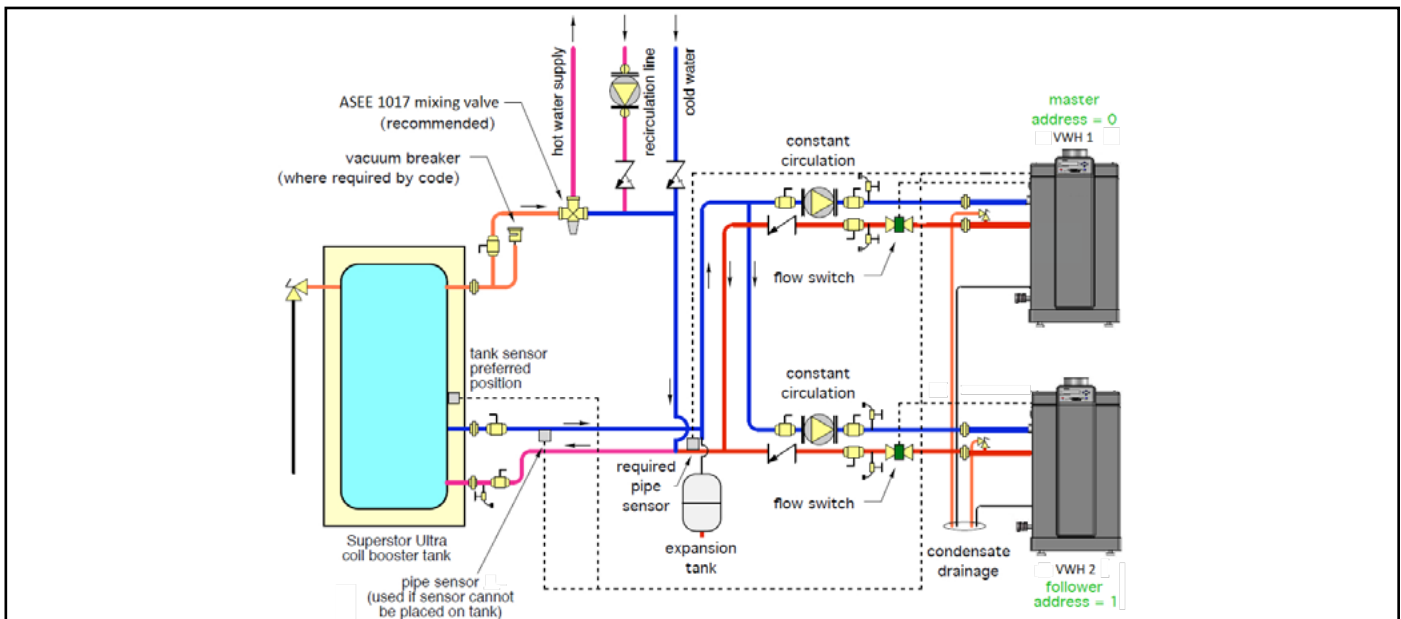 hot water supply
recirculation line
cold water
ASEE 1017 mixing valve
(recommended)
vacuum breaker
(where required by code)
constant
circulation
master
address = 0
VWH 1
flow switch
tank sensor
preferred
position
constant
circulation
required
pipe
sensor
flow switch
expansion
tank
condensate
drainage
Superstor Ultra
coil booster tank
pipe sensor
(used if sensor cannot
be placed on tank)
VWH 2
follower
address = 1